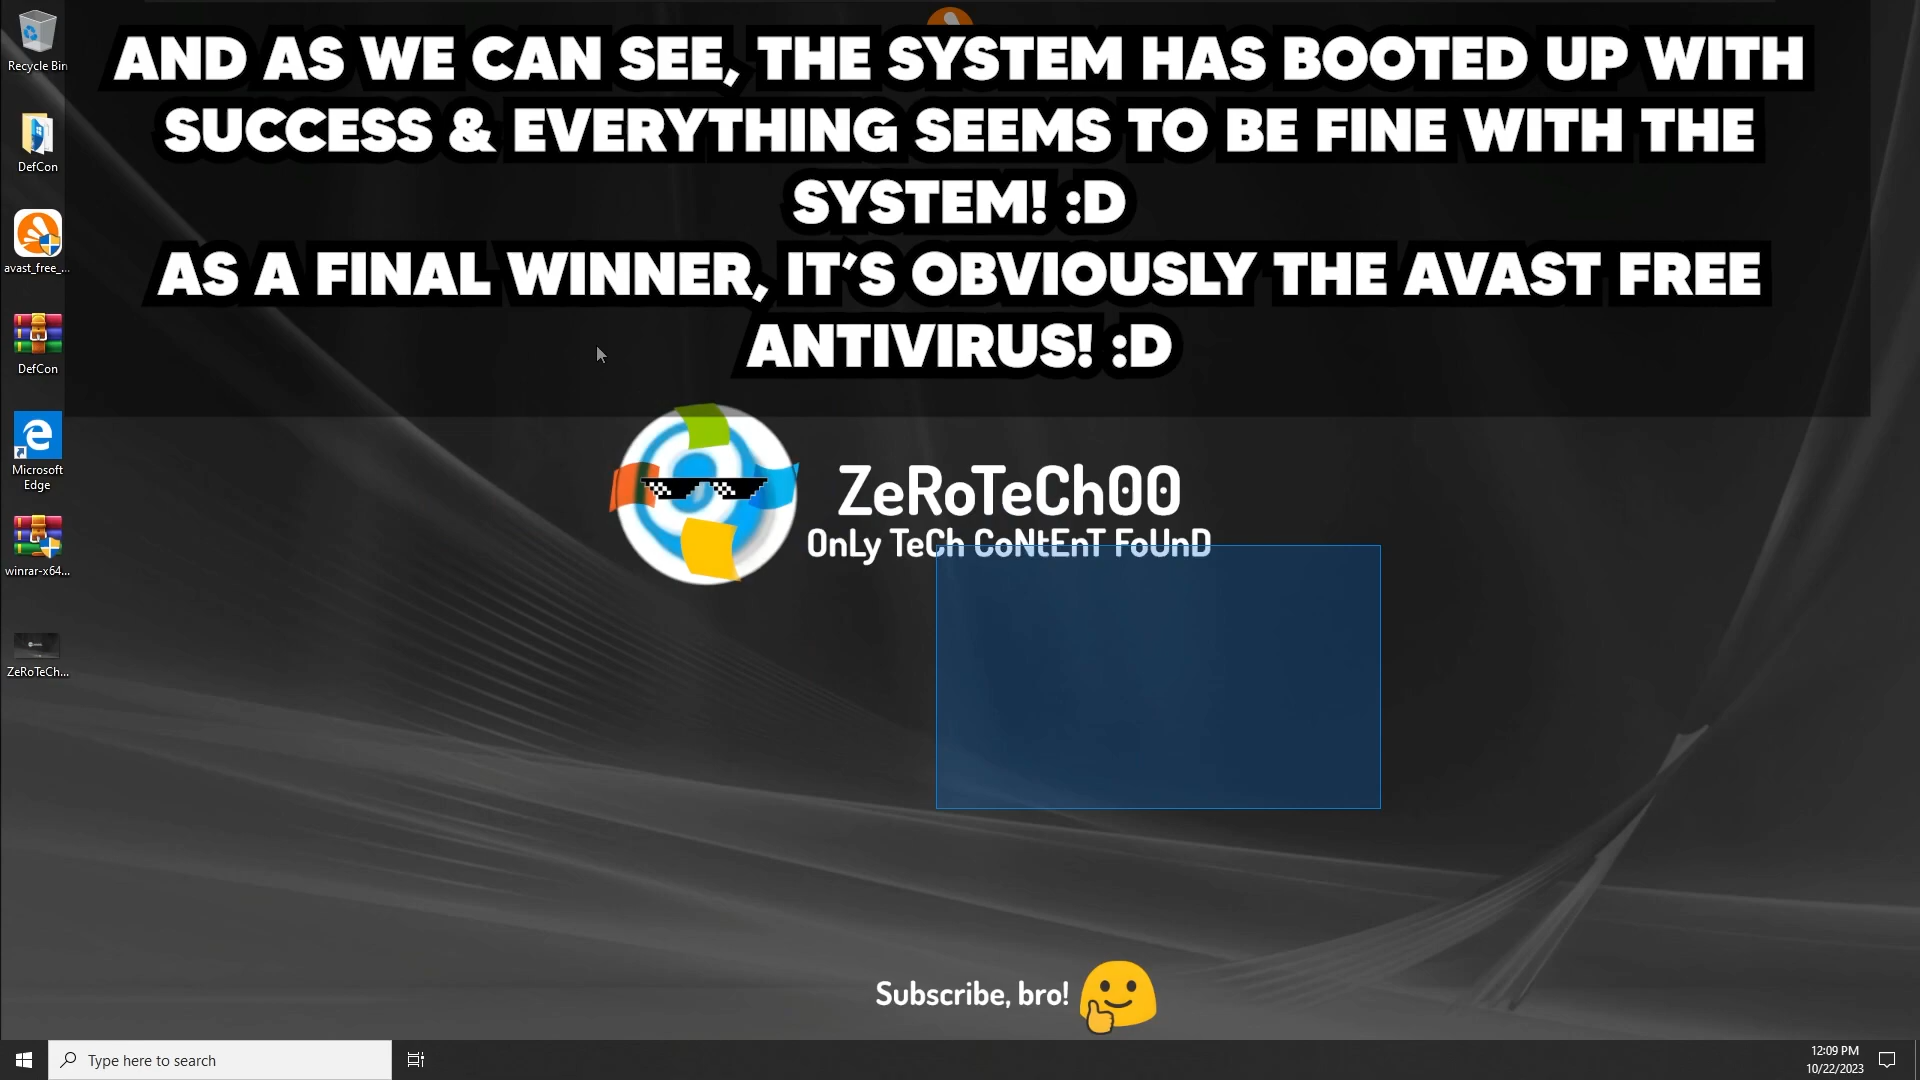 AND AS WE CAN SEE, THE SYSTEM HAS BOOTED UP WITH
SUCCESS & EVERYTHING SEEMS TO BE FINE WITH THE
SYSTEM! :D
AS A FINAL WINNER, IT'S OBVIOUSLY THE AVAST FREE
ANTIVIRUS! :D
Recycle Bin
DefCon
avast_free_...
DefCon
Microsoft
Edge
winrar-x64...
ZeRoTeCh...
ZeRoTeCh00
OnLy TeCh CoNtEnT FoUnD
Subscribe, bro!
Type here to search
12:09 PM
10/22/2023